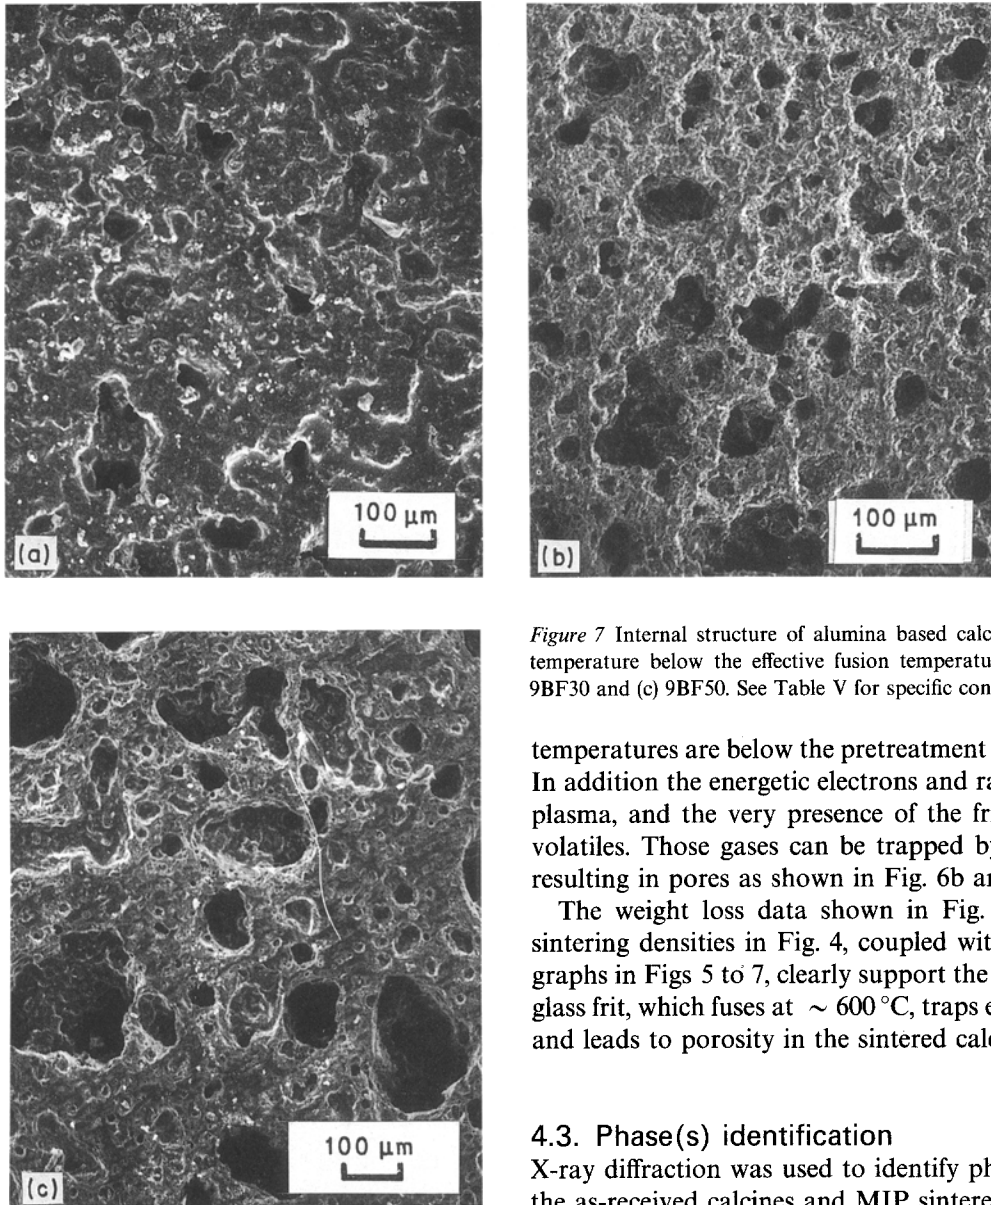 100 μm
(a)
100 μm
(b)
Figure 7 Internal structure of alumina based calc
temperature below the effective fusion temperatu
9BF30 and (c) 9BF50. See Table V for specific con
100 μm
(c)
temperatures are below the pretreatment
In addition the energetic electrons and ra
plasma, and the very presence of the fr
volatiles. Those gases can be trapped b
resulting in pores as shown in Fig. 6b a
The weight loss data shown in Fig.
sintering densities in Fig. 4, coupled wit
graphs in Figs 5 to 7, clearly support the
glass frit, which fuses at ~ 600 °C, traps e
and leads to porosity in the sintered calc
4.3. Phase(s) identification
X-ray diffraction was used to identify ph
the as-received calcines and MIP sintere